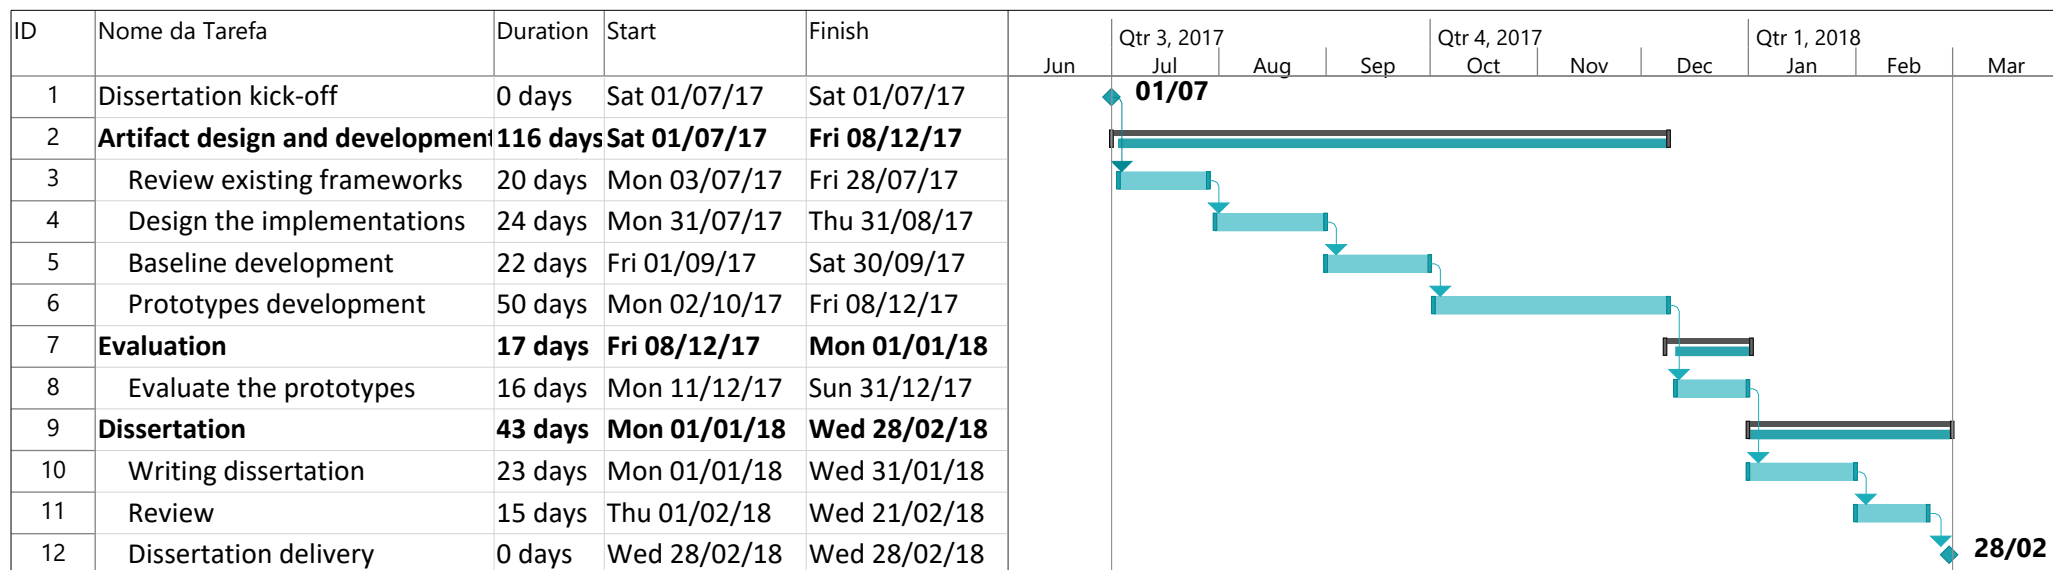 ID Nome da Tarefa Duration Start Finish
Qtr 3, 2017 Qtr 4, 2017 Qtr 1, 2018
Jun Jul Aug Sep Oct Nov Dec Jan Feb Mar
1 Dissertation kick-off 0 days Sat 01/07/17 Sat 01/07/17 01/07
2 Artifact design and development 116 days Sat 01/07/17 Fri 08/12/17
3 Review existing frameworks 20 days Mon 03/07/17 Fri 28/07/17
4 Design the implementations 24 days Mon 31/07/17 Thu 31/08/17
5 Baseline development 22 days Fri 01/09/17 Sat 30/09/17
6 Prototypes development 50 days Mon 02/10/17 Fri 08/12/17
7 Evaluation 17 days Fri 08/12/17 Mon 01/01/18
8 Evaluate the prototypes 16 days Mon 11/12/17 Sun 31/12/17
9 Dissertation 43 days Mon 01/01/18 Wed 28/02/18
10 Writing dissertation 23 days Mon 01/01/18 Wed 31/01/18
11 Review 15 days Thu 01/02/18 Wed 21/02/18
12 Dissertation delivery 0 days Wed 28/02/18 Wed 28/02/18 28/02